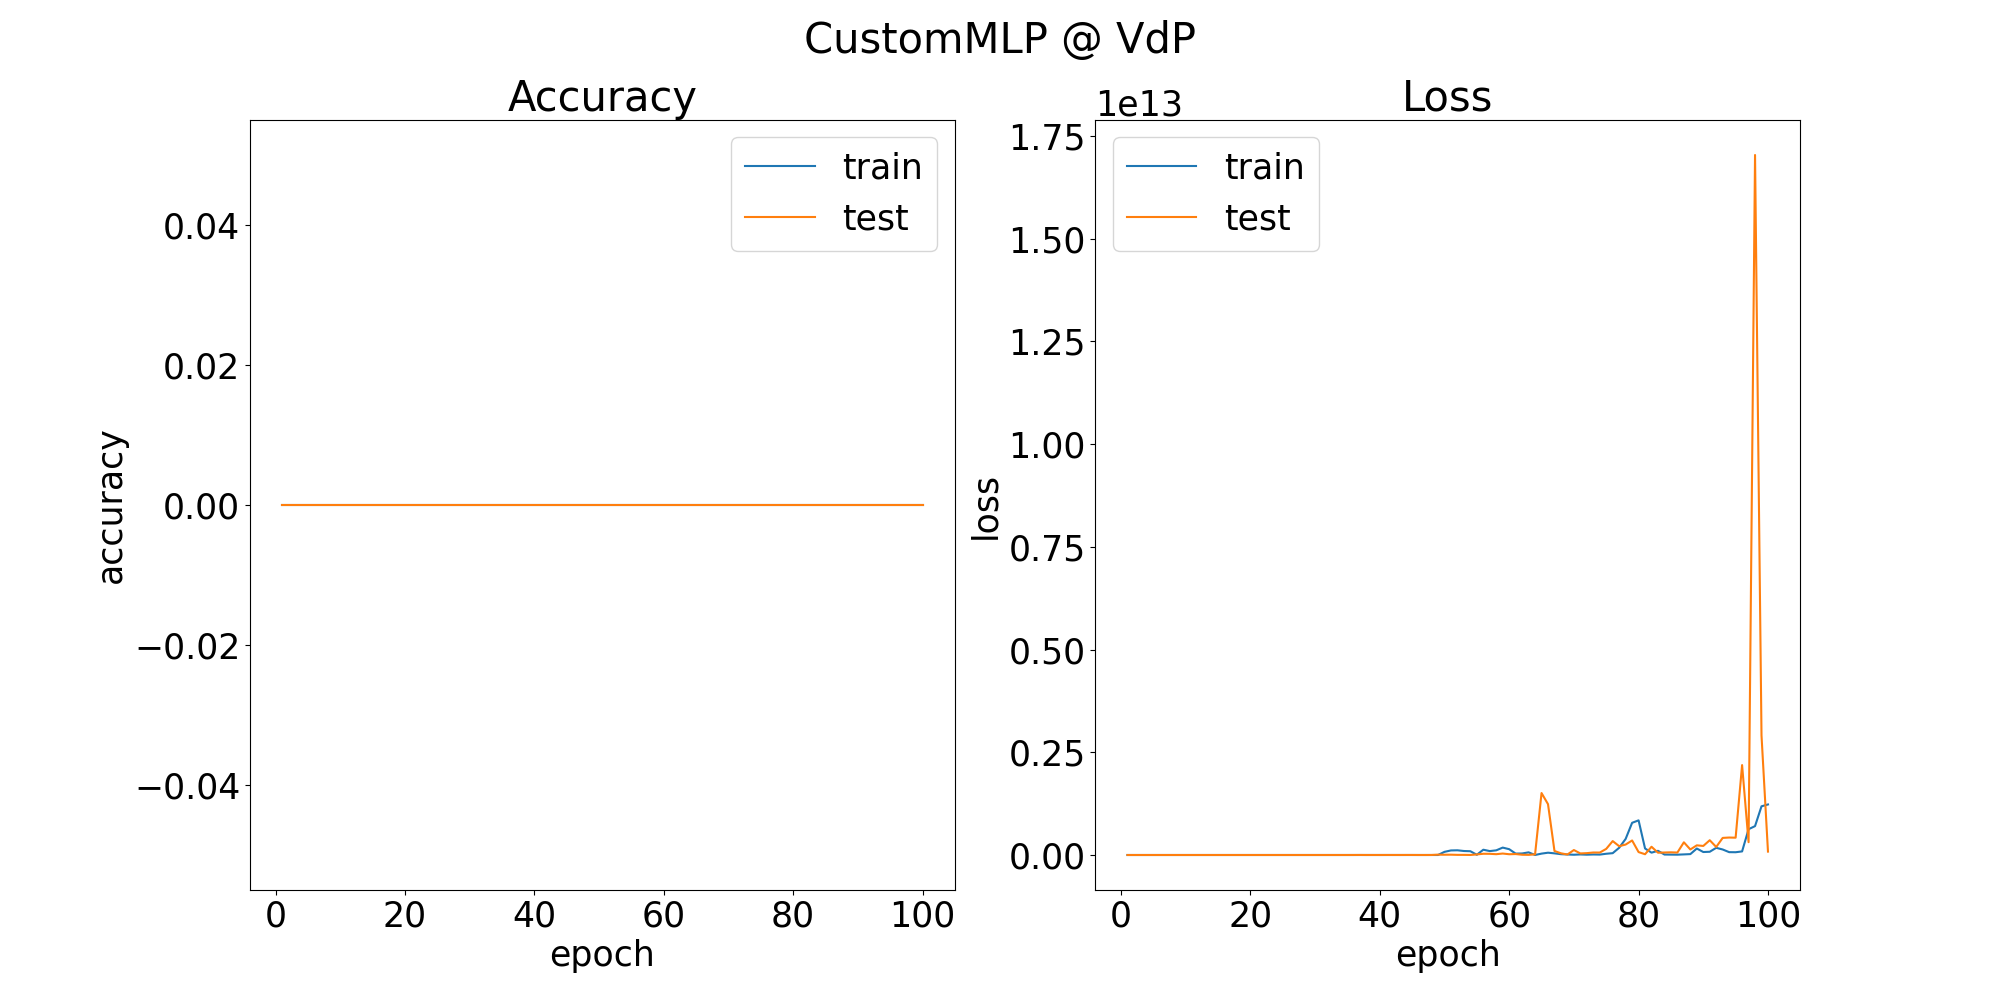 CustomMLP @ VdP
Accuracy
train
test
0.04
0.02
0.00
−0.02
−0.04
accuracy
0 20 40 60 80 100
epoch
Loss
1e13
train
test
1.75
1.50
1.25
1.00
0.75
0.50
0.25
0.00
loss
0 20 40 60 80 100
epoch